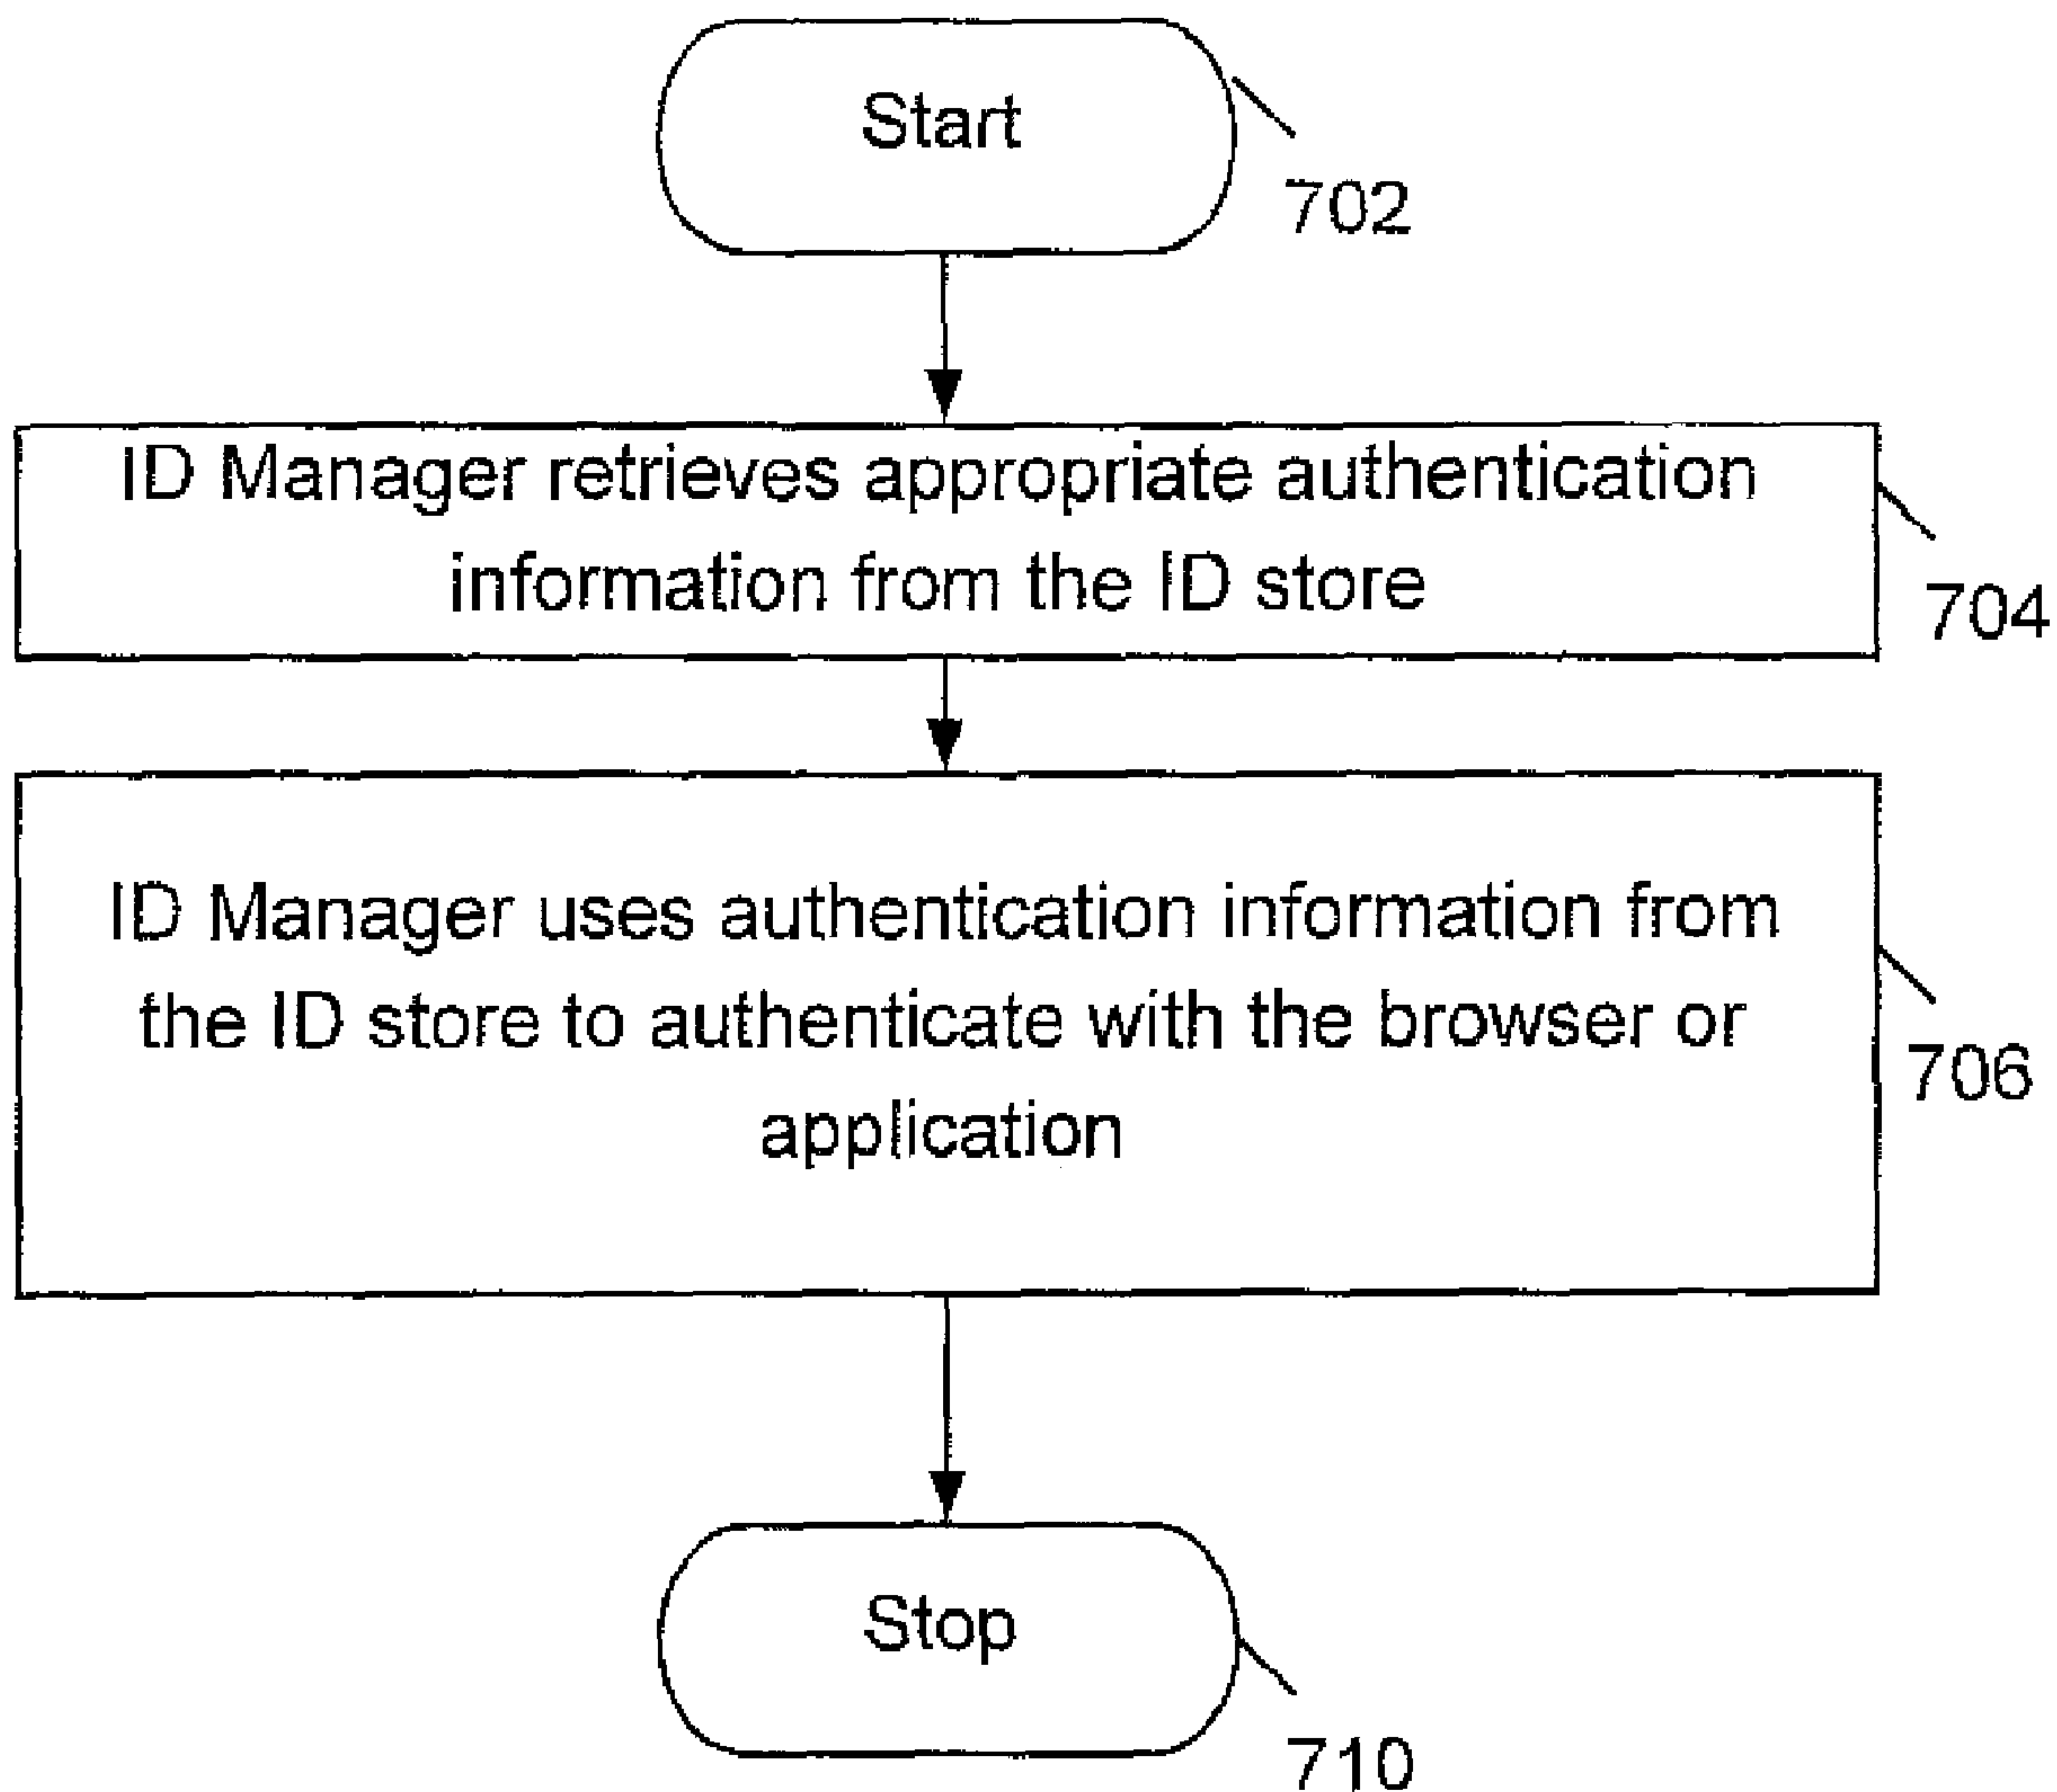 Start
702
ID Manager retrieves appropriate authentication
information from the ID store
704
ID Manager uses authentication information from
the ID store to authenticate with the browser or
application
706
Stop
710